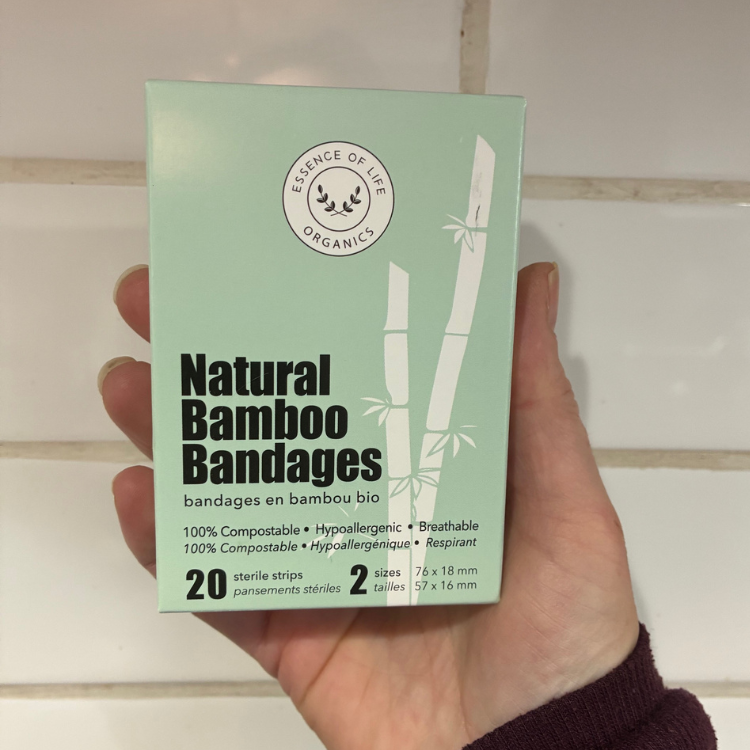 ESSENCE OF LIFE
ORGANICS
Natural
Bamboo
Bandages
bandages en bambou bio
100% Compostable • Hypoallergenic • Breathable
100% Compostable • Hypoallergénique • Respirant
20 sterile strips 2 sizes 76 x 18 mm
pansements stériles tailles 57 x 16 mm